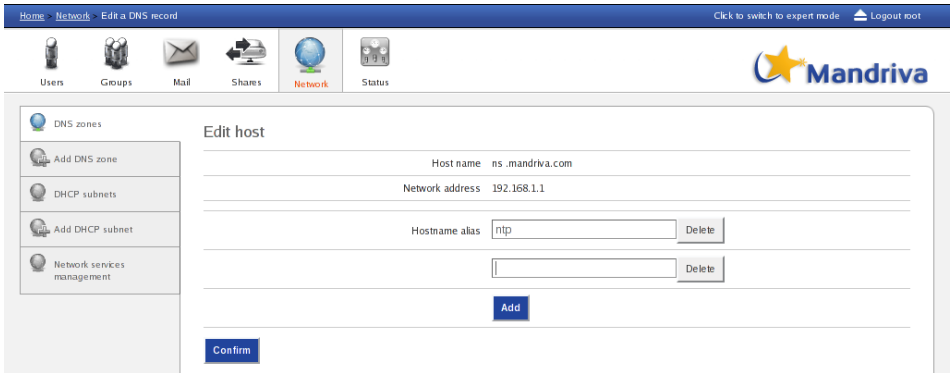 Home > Network > Edit a DNS record
Click to switch to expert mode Logout root
Users Groups Mail Shares Network Status
Mandriva
DNS zones
Add DNS zone
DHCP subnets
Add DHCP subnet
Network services
management
Edit host
Host name ns .mandriva.com
Network address 192.168.1.1
Hostname alias ntp Delete
Delete
Add
Confirm